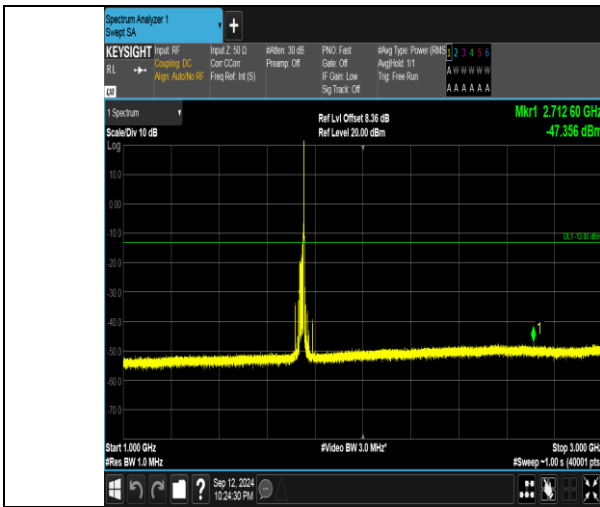 Spectrum Analyzer 1
Swept SA
KEYSIGHT Input: RF Input Z: 50 Ω #Atten: 30 dB PNO: Fast #Avg Type: Power (RMS 1 2 3 4 5 6
RL Coupling: DC Corr CCorr Preamp: Off Gate: Off Avg|Hold: 1/1 A W W W W W
Align: Auto/No RF Freq Ref: Int (S) IF Gain: Low Trig: Free Run
LXI Sig Track: Off A A A A A A
1 Spectrum Ref Lvl Offset 8.36 dB Mkr1 2.712 60 GHz
Scale/Div 10 dB Ref Level 20.00 dBm -47.356 dBm
Log
10.0
0.00
DL1 -13.00 dBm
-10.0
-20.0
-30.0
-40.0
1
-50.0
-60.0
-70.0
Start 1.000 GHz #Video BW 3.0 MHz* Stop 3.000 GHz
#Res BW 1.0 MHz #Sweep ~1.00 s (40001 pts
? Sep 12, 2024
10:24:30 PM